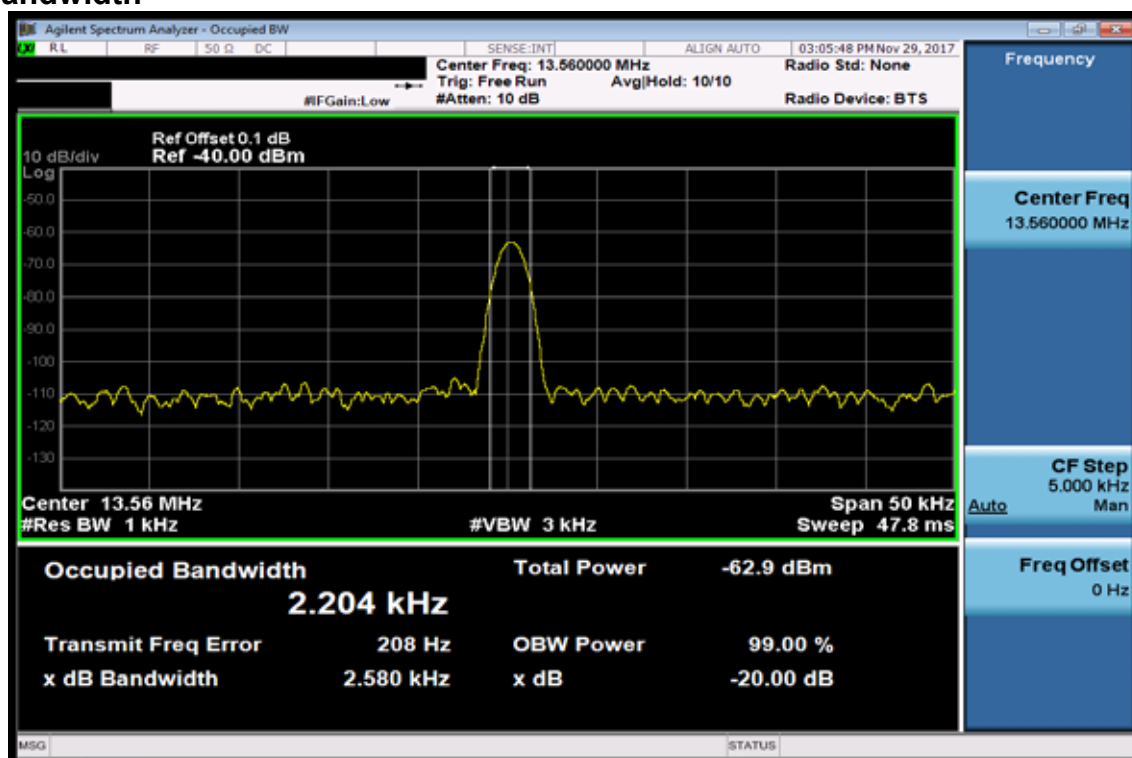 andwidth
Agilent Spectrum Analyzer - Occupied BW
RL RF 50 Ω DC SENSE:INT ALIGN AUTO 03:05:48 PM Nov 29, 2017
Center Freq: 13.560000 MHz Radio Std: None
Trig: Free Run Avg|Hold: 10/10
#IFGain:Low #Atten: 10 dB Radio Device: BTS
Ref Offset 0.1 dB
10 dB/div Ref -40.00 dBm
Log
-50.0
-60.0
-70.0
-80.0
-90.0
-100
-110
-120
-130
Center 13.56 MHz Span 50 kHz
#Res BW 1 kHz #VBW 3 kHz Sweep 47.8 ms
Occupied Bandwidth Total Power -62.9 dBm
2.204 kHz
Transmit Freq Error 208 Hz OBW Power 99.00 %
x dB Bandwidth 2.580 kHz x dB -20.00 dB
MSG STATUS
Frequency
Center Freq
13.560000 MHz
CF Step
5.000 kHz
Auto Man
Freq Offset
0 Hz